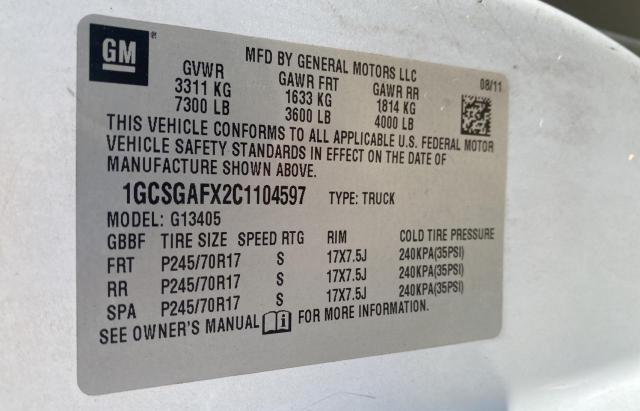 GM
MFD BY GENERAL MOTORS LLC
08/11
GVWR GAWR FRT GAWR RR
3311 KG 1633 KG 1814 KG
7300 LB 3600 LB 4000 LB
THIS VEHICLE CONFORMS TO ALL APPLICABLE U.S. FEDERAL MOTOR
VEHICLE SAFETY STANDARDS IN EFFECT ON THE DATE OF
MANUFACTURE SHOWN ABOVE.
1GCSGAFX2C1104597 TYPE: TRUCK
MODEL: G13405
GBBF TIRE SIZE SPEED RTG RIM COLD TIRE PRESSURE
FRT P245/70R17 S 17X7.5J 240KPA(35PSI)
RR P245/70R17 S 17X7.5J 240KPA(35PSI)
SPA P245/70R17 S 17X7.5J 240KPA(35PSI)
SEE OWNER'S MANUAL i FOR MORE INFORMATION.